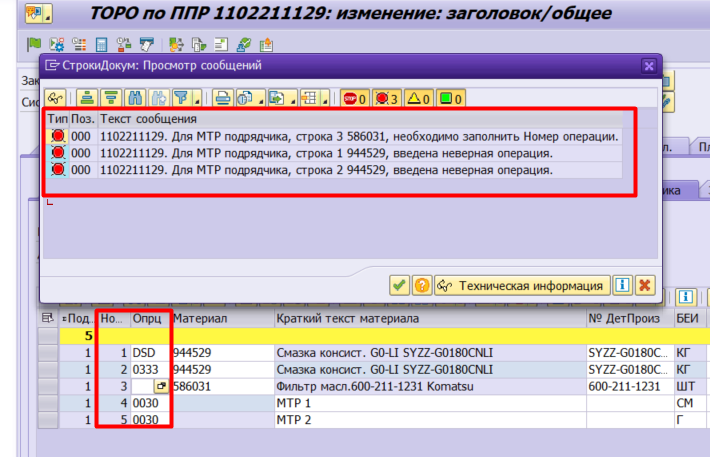 ТОРО по ППР 1102211129: изменение: заголовок/общее
СтрокиДокум: Просмотр сообщений
Зак
Сис
0 3 0 0
л. Пл
Тип Поз. Текст сообщения
000 1102211129. Для МТР подрядчика, строка 3 586031, необходимо заполнить Номер операции.
000 1102211129. Для МТР подрядчика, строка 1 944529, введена неверная операция.
000 1102211129. Для МТР подрядчика, строка 2 944529, введена неверная операция.
ика
Техническая информация
Под.. Но... Опрц Материал Краткий текст материала № ДетПроиз БЕИ
5
1 1 DSD 944529 Смазка консист. G0-LI SYZZ-G0180CNLI SYZZ-G0180C... КГ
1 2 0333 944529 Смазка консист. G0-LI SYZZ-G0180CNLI SYZZ-G0180C... КГ
1 3 586031 Фильтр масл.600-211-1231 Komatsu 600-211-1231 ШТ
1 4 0030 МТР 1 СМ
1 5 0030 МТР 2 Г